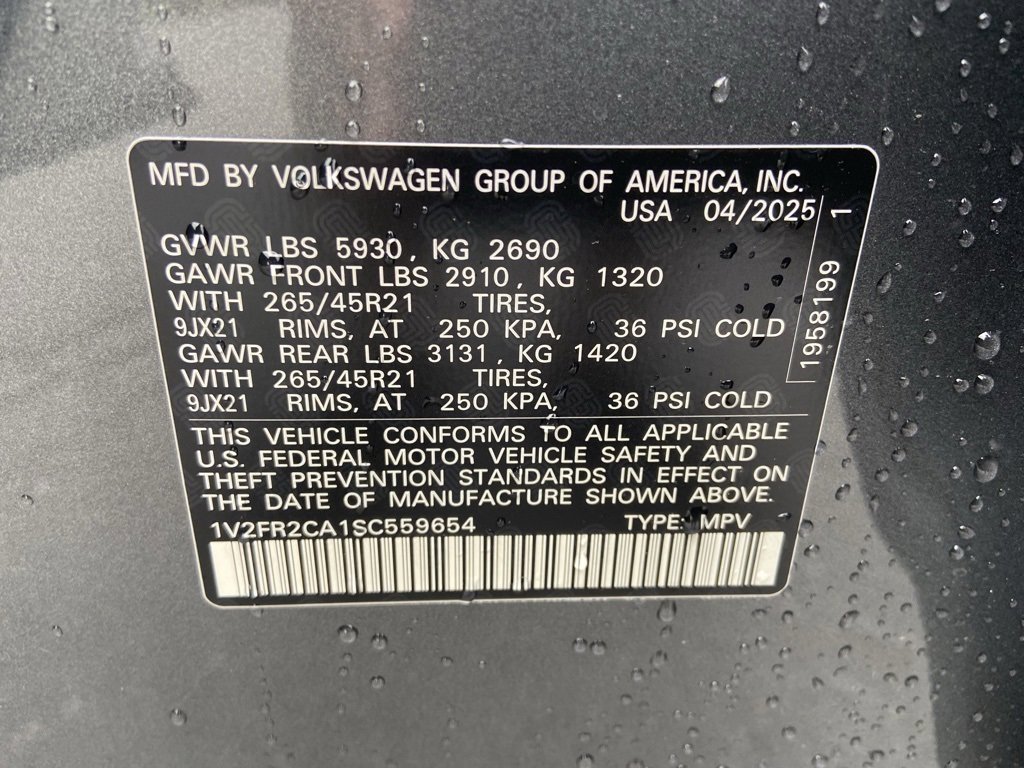 MFD BY VOLKSWAGEN GROUP OF AMERICA, INC.
USA 04/2025
GVWR LBS 5930, KG 2690
GAWR FRONT LBS 2910, KG 1320
WITH 265/45R21 TIRES,
9JX21 RIMS, AT 250 KPA, 36 PSI COLD
GAWR REAR LBS 3131, KG 1420
WITH 265/45R21 TIRES,
9JX21 RIMS, AT 250 KPA, 36 PSI COLD
1958199 1
THIS VEHICLE CONFORMS TO ALL APPLICABLE
U.S. FEDERAL MOTOR VEHICLE SAFETY AND
THEFT PREVENTION STANDARDS IN EFFECT ON
THE DATE OF MANUFACTURE SHOWN ABOVE.
1V2FR2CA1SC559654 TYPE: MPV